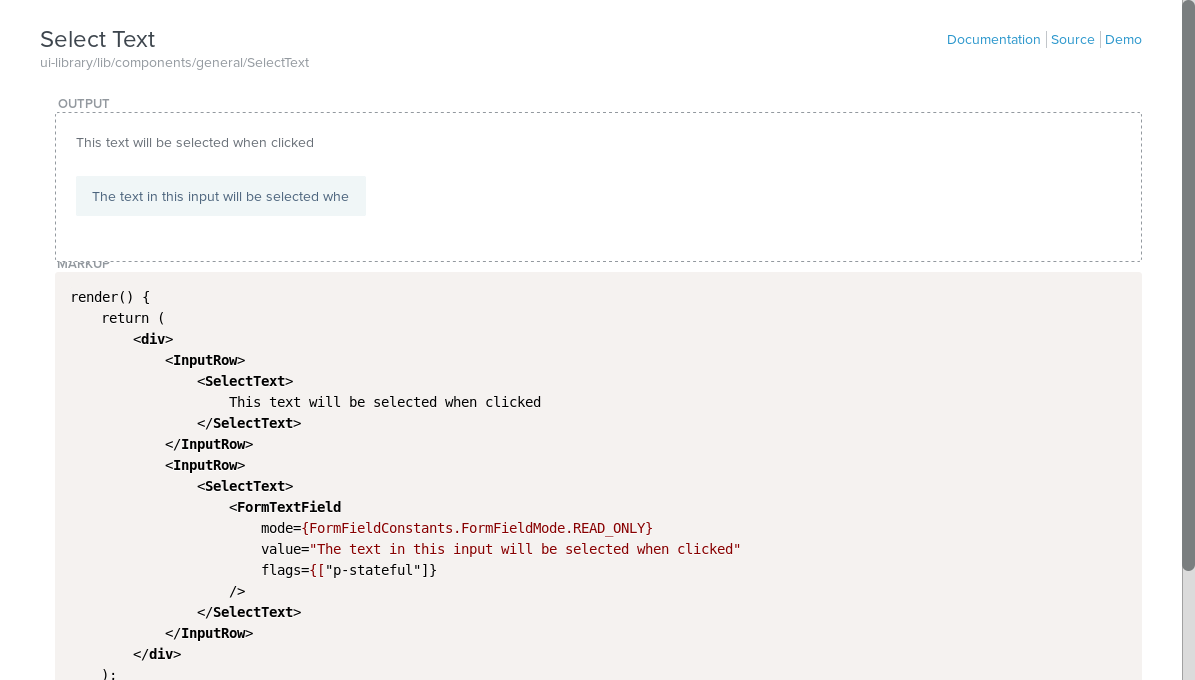 Select Text
Documentation Source Demo
ui-library/lib/components/general/SelectText
OUTPUT
This text will be selected when clicked
The text in this input will be selected whe
MARKUP
render() {
    return (
        <div>
            <InputRow>
                <SelectText>
                    This text will be selected when clicked
                </SelectText>
            </InputRow>
            <InputRow>
                <SelectText>
                    <FormTextField
                        mode={FormFieldConstants.FormFieldMode.READ_ONLY}
                        value="The text in this input will be selected when clicked"
                        flags={["p-stateful"]}
                    />
                </SelectText>
            </InputRow>
        </div>
    );